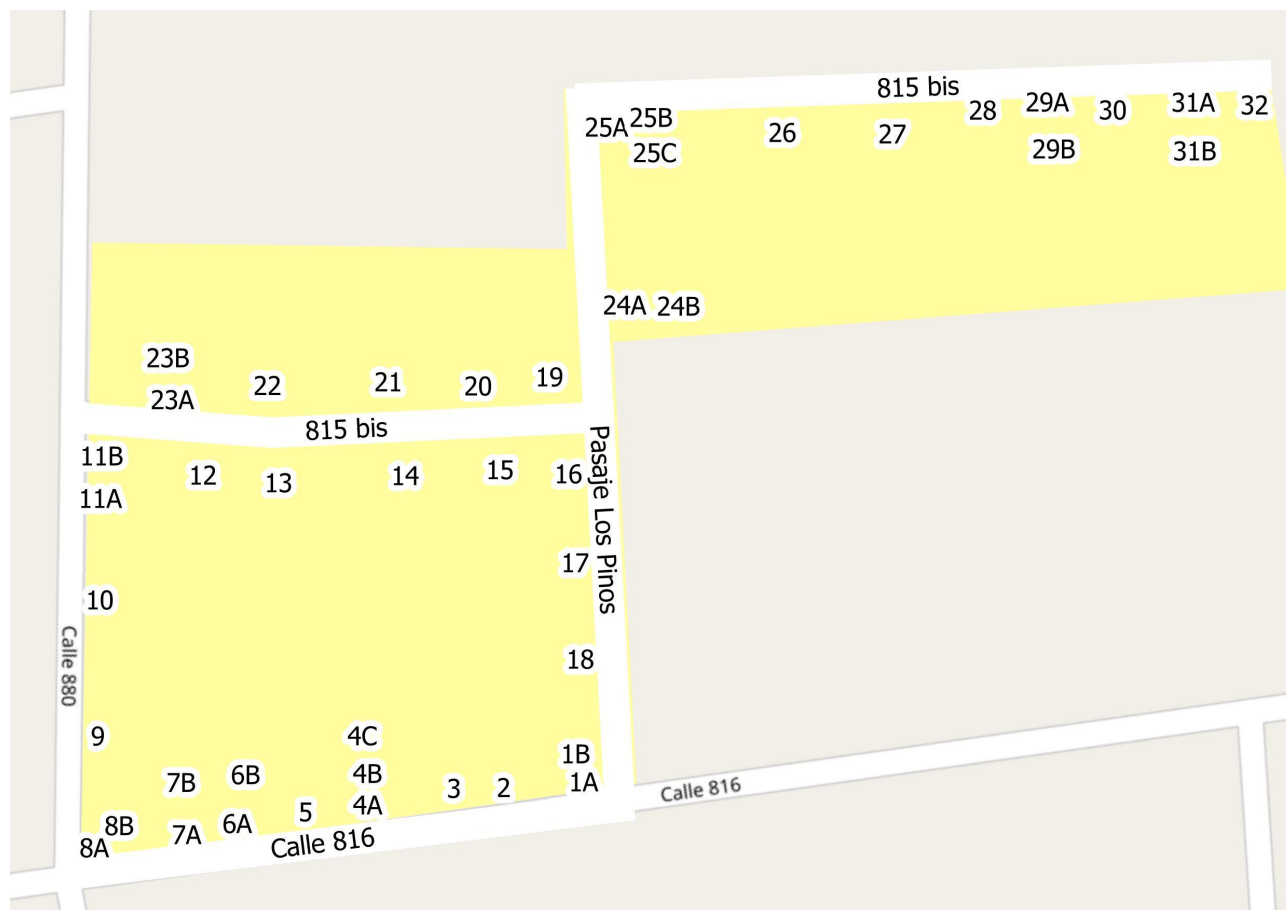 815 bis
25A
25B
25C
26
27
28
29A
29B
30
31A
31B
32
24A
24B
23B
23A
22
21
20
19
815 bis
11B
11A
12
13
14
15
16
Pasaje Los Pinos
17
10
18
Calle 880
9
4C
1B
7B
6B
4B
1A
3
2
8B
5
4A
6A
7A
8A
Calle 816
Calle 816